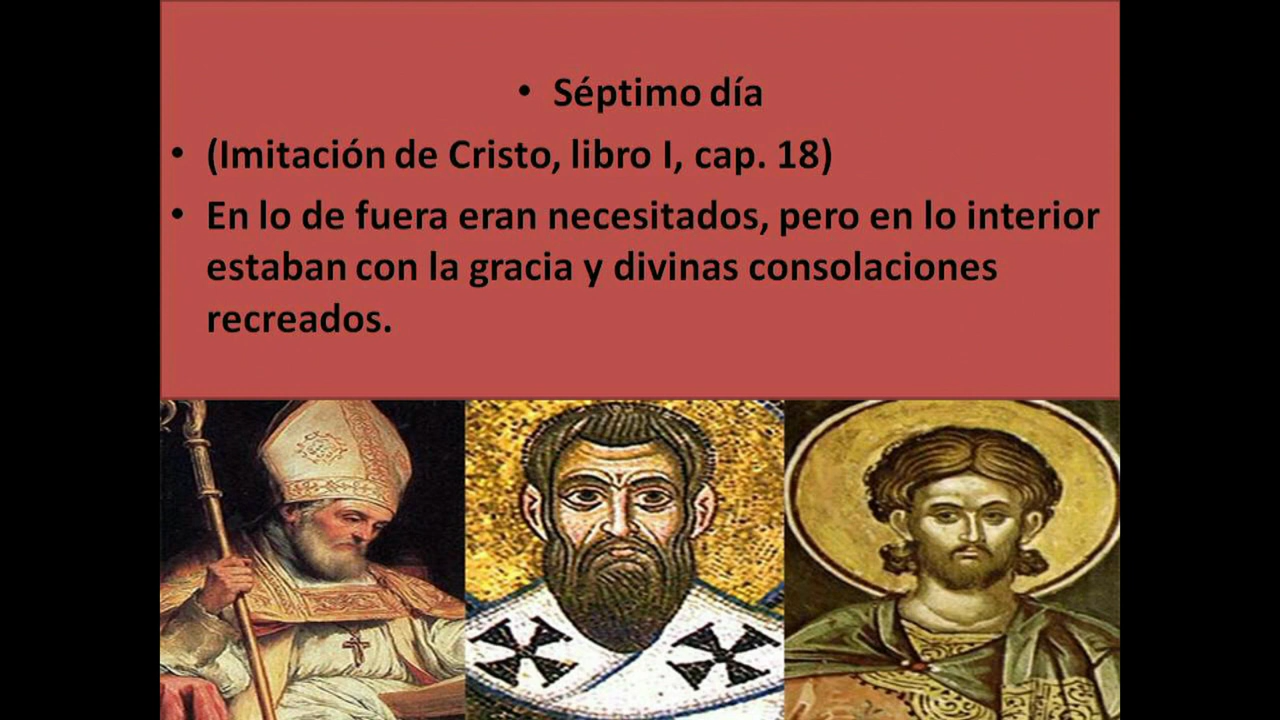 • Séptimo día
• (Imitación de Cristo, libro I, cap. 18)
• En lo de fuera eran necesitados, pero en lo interior
estaban con la gracia y divinas consolaciones
recreados.